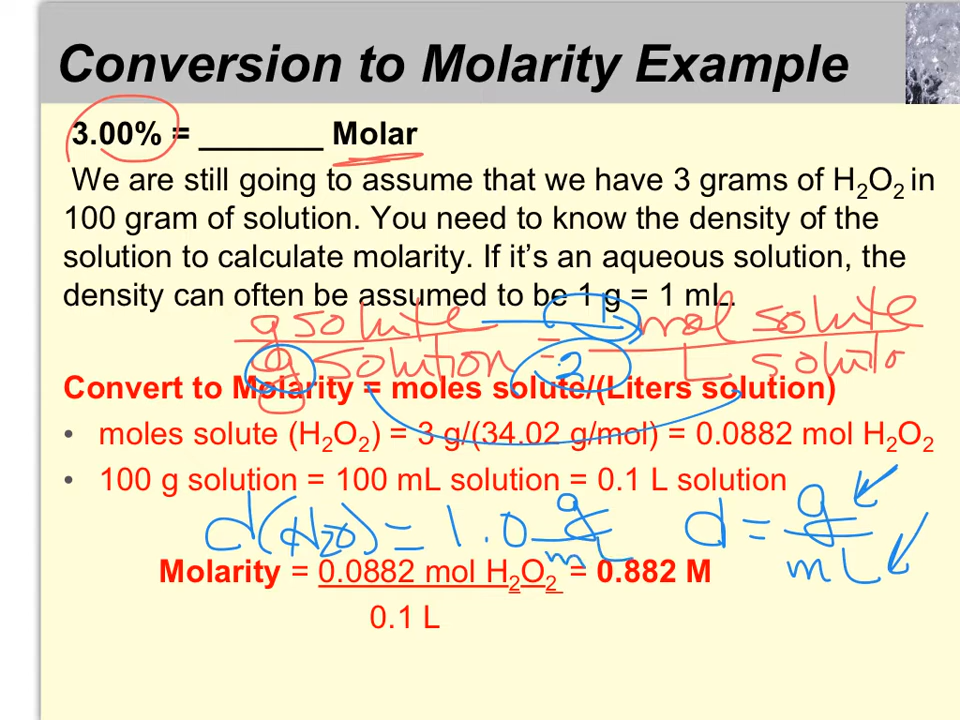 Conversion to Molarity Example
3.00% = _______ Molar
We are still going to assume that we have 3 grams of H2O2 in
100 gram of solution. You need to know the density of the
solution to calculate molarity. If it's an aqueous solution, the
density can often be assumed to be 1 g = 1 mL.
g solute 1 mol solute
g solution = 2 L solutio
Convert to Molarity = moles solute/(Liters solution)
• moles solute (H2O2) = 3 g/(34.02 g/mol) = 0.0882 mol H2O2
• 100 g solution = 100 mL solution = 0.1 L solution
d(H2O) = 1.0 g/mL d = g/mL
Molarity = 0.0882 mol H2O2 = 0.882 M
0.1 L